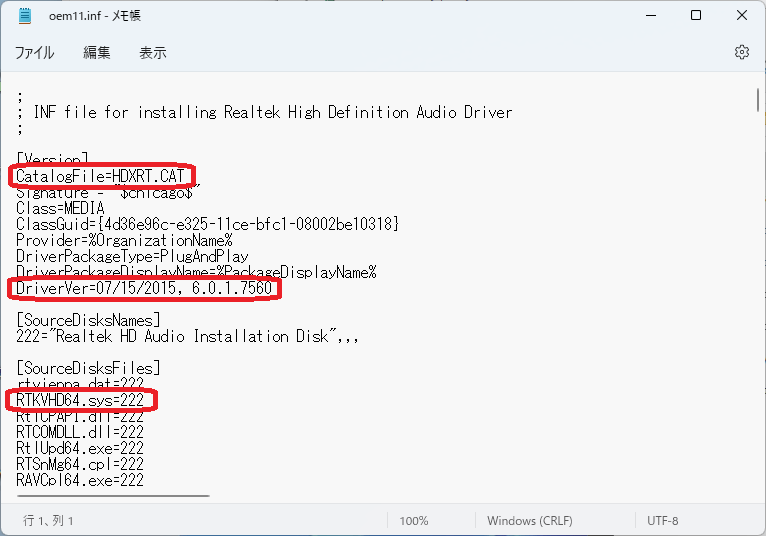 oem11.inf - メモ帳
ファイル 編集 表示
;
; INF file for installing Realtek High Definition Audio Driver
;
[Version]
CatalogFile=HDXRT.CAT
Signature = "$chicago$"
Class=MEDIA
ClassGuid={4d36e96c-e325-11ce-bfc1-08002be10318}
Provider=%OrganizationName%
DriverPackageType=PlugAndPlay
DriverPackageDisplayName=%PackageDisplayName%
DriverVer=07/15/2015, 6.0.1.7560
[SourceDisksNames]
222="Realtek HD Audio Installation Disk",,,
[SourceDisksFiles]
rtvienna.dat=222
RTKVHD64.sys=222
RtlCPAPI.dll=222
RTCOMDLL.dll=222
RtlUpd64.exe=222
RTSnMg64.cpl=222
RAVCpl64.exe=222
行 1、列 1 100% Windows (CRLF) UTF-8